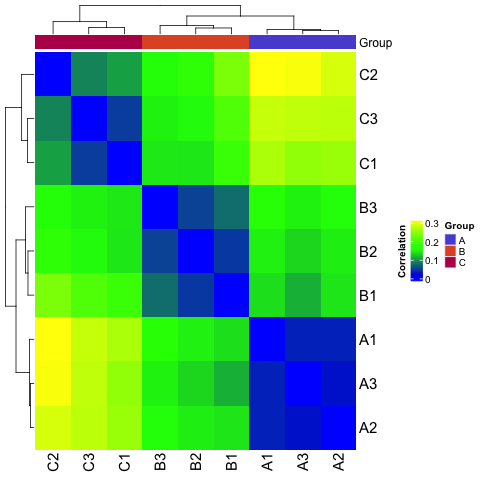 Group
C2
C3
C1
B3
B2
B1
A1
A3
A2
C2 C3 C1 B3 B2 B1 A1 A3 A2
Correlation
0.3
0.2
0.1
0
Group
A
B
C